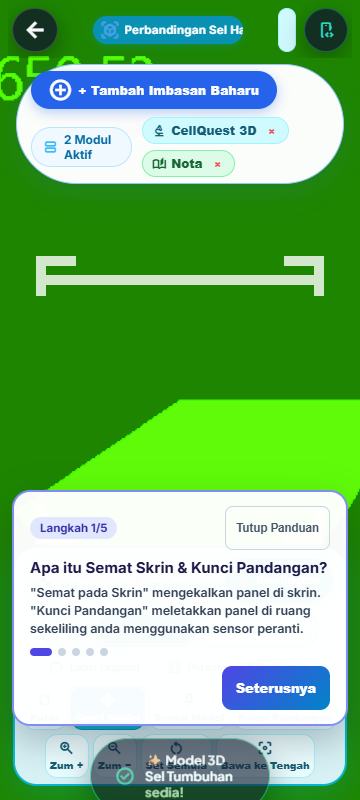 Perbandingan Sel Ha
+ Tambah Imbasan Baharu
2 Modul
Aktif
CellQuest 3D ×
Nota ×
Langkah 1/5
Tutup Panduan
Apa itu Semat Skrin & Kunci Pandangan?
"Semat pada Skrin" mengekalkan panel di skrin.
"Kunci Pandangan" meletakkan panel di ruang
sekeliling anda menggunakan sensor peranti.
Seterusnya
Zum +
Zum -
Set Semula
Bawa ke Tengah
✨ Model 3D
Sel Tumbuhan
sedia!